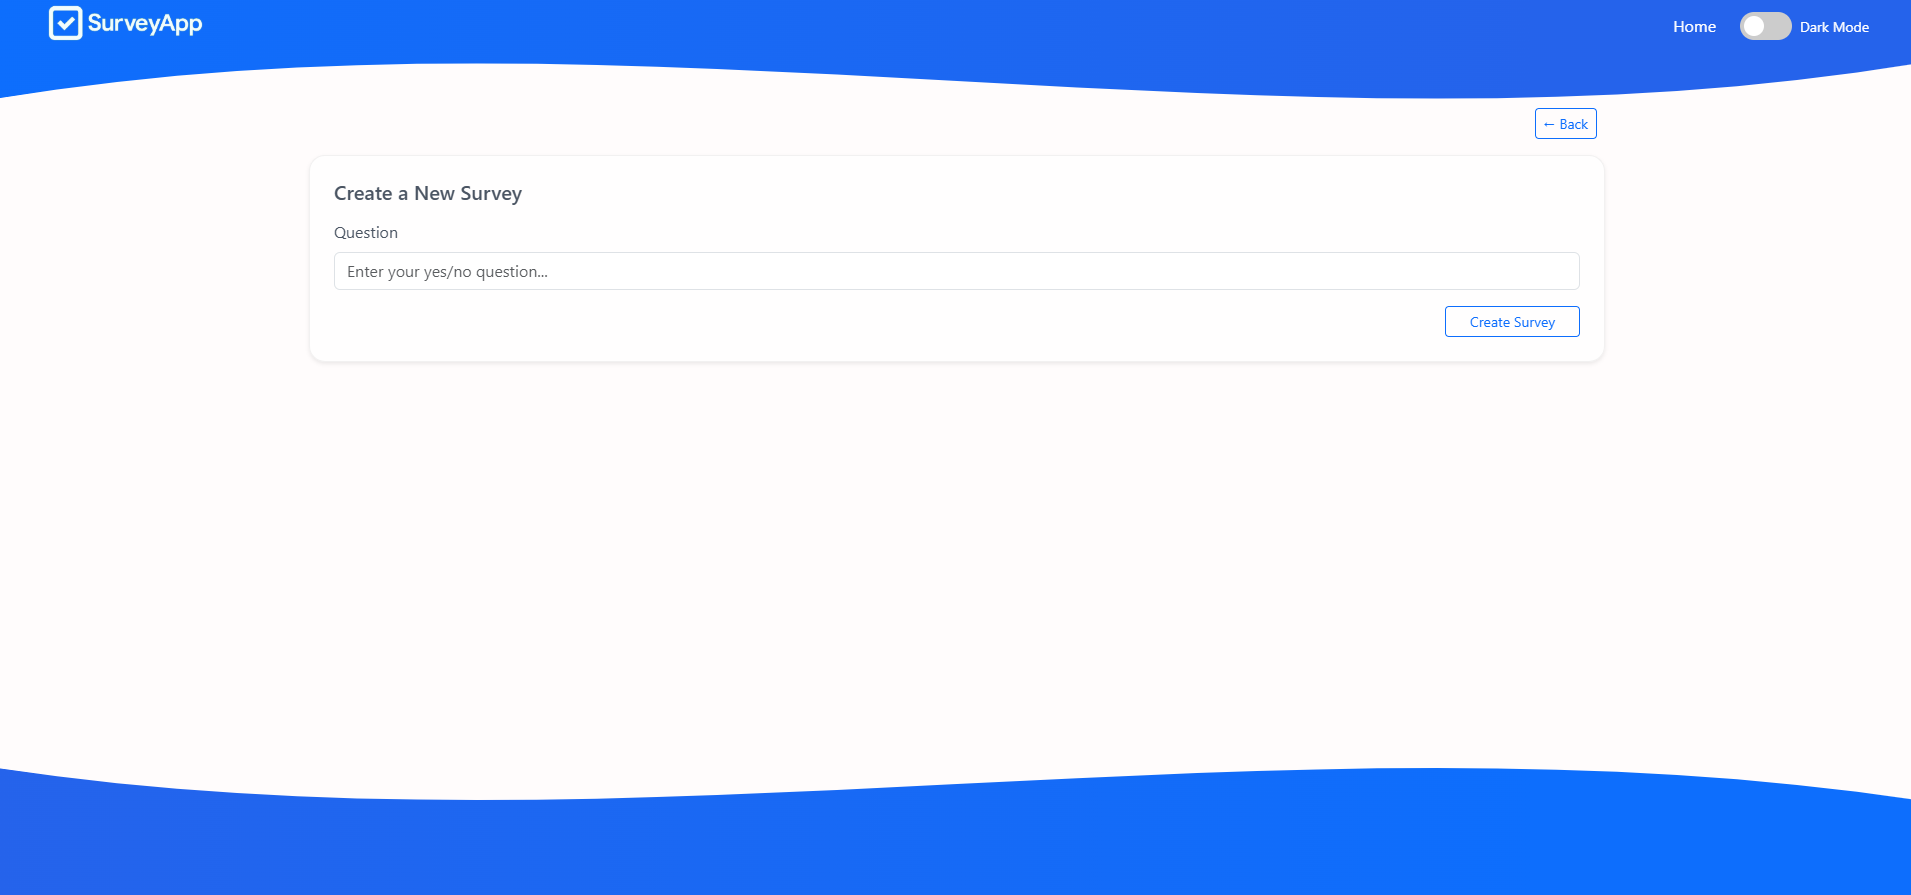 SurveyApp
Home
Dark Mode
← Back
Create a New Survey
Question
Enter your yes/no question...
Create Survey